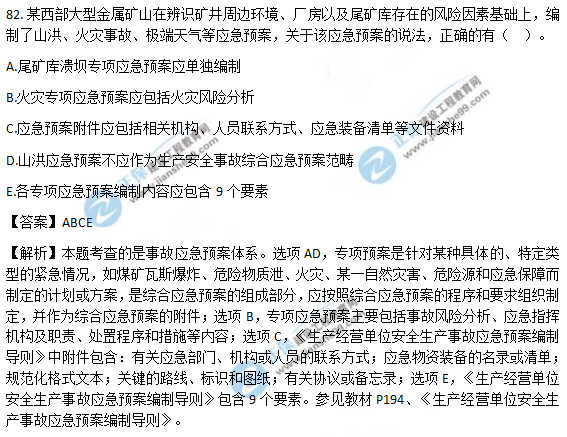 82. 某西部大型金属矿山在辨识矿井周边环境、厂房以及尾矿库存在的风险因素基础上，编
制了山洪、火灾事故、极端天气等应急预案，关于该应急预案的说法，正确的有（ ）。
A.尾矿库溃坝专项应急预案应单独编制
B.火灾专项应急预案应包括火灾风险分析
C.应急预案附件应包括相关机构、人员联系方式、应急装备清单等文件资料
D.山洪应急预案不应作为生产安全事故综合应急预案范畴
E.各专项应急预案编制内容应包含 9 个要素
【答案】ABCE
【解析】本题考查的是事故应急预案体系。选项 AD，专项预案是针对某种具体的、特定类
型的紧急情况，如煤矿瓦斯爆炸、危险物质泄、火灾、某一自然灾害、危险源和应急保障而
制定的计划或方案，是综合应急预案的组成部分，应按照综合应急预案的程序和要求组织制
定，并作为综合应急预案的附件；选项 B，专项应急预案主要包括事故风险分析、应急指挥
机构及职责、处置程序和措施等内容；选项 C，《生产经营单位安全生产事故应急预案编制
导则》中附件包含：有关应急部门、机构或人员的联系方式；应急物资装备的名录或清单；
规范化格式文本；关键的路线、标识和图纸；有关协议或备忘录；选项 E，《生产经营单位
安全生产事故应急预案编制导则》包含 9 个要素。参见教材 P194、《生产经营单位安全生
产事故应急预案编制导则》。
正保建设工程教育网
www.jianshe99.com